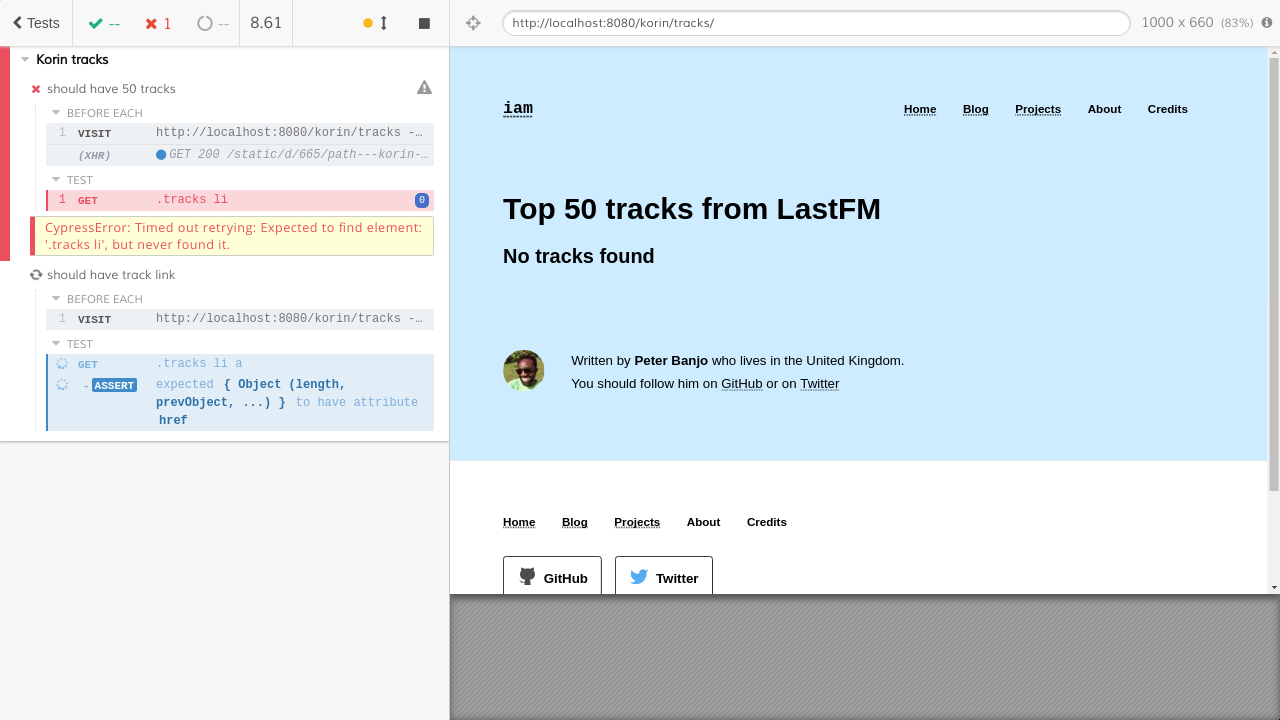 Tests
--
1
--
8.61
http://localhost:8080/korin/tracks/
1000 x 660 (83%)
Korin tracks
should have 50 tracks
BEFORE EACH
1 VISIT http://localhost:8080/korin/tracks -…
(XHR) GET 200 /static/d/665/path---korin-…
TEST
1 GET .tracks li 0
CypressError: Timed out retrying: Expected to find element:
'.tracks li', but never found it.
should have track link
BEFORE EACH
1 VISIT http://localhost:8080/korin/tracks -…
TEST
GET .tracks li a
- ASSERT expected { Object (length,
prevObject, ...) } to have attribute
href
iam
Home Blog Projects About Credits
Top 50 tracks from LastFM
No tracks found
Written by Peter Banjo who lives in the United Kingdom.
You should follow him on GitHub or on Twitter
Home Blog Projects About Credits
GitHub Twitter